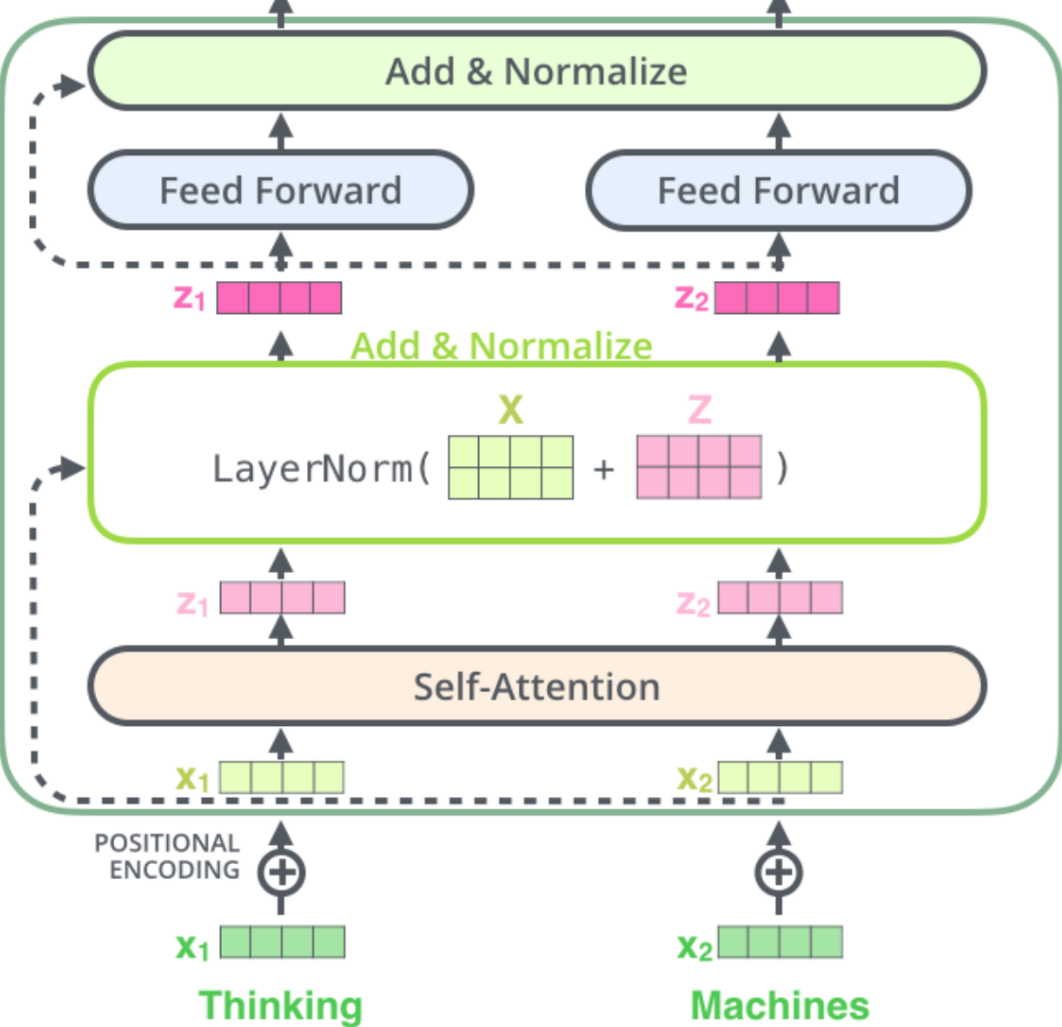 Add & Normalize
Feed Forward Feed Forward
z1 z2
Add & Normalize
X Z
LayerNorm( + )
z1 z2
Self-Attention
x1 x2
POSITIONAL
ENCODING
x1 x2
Thinking Machines